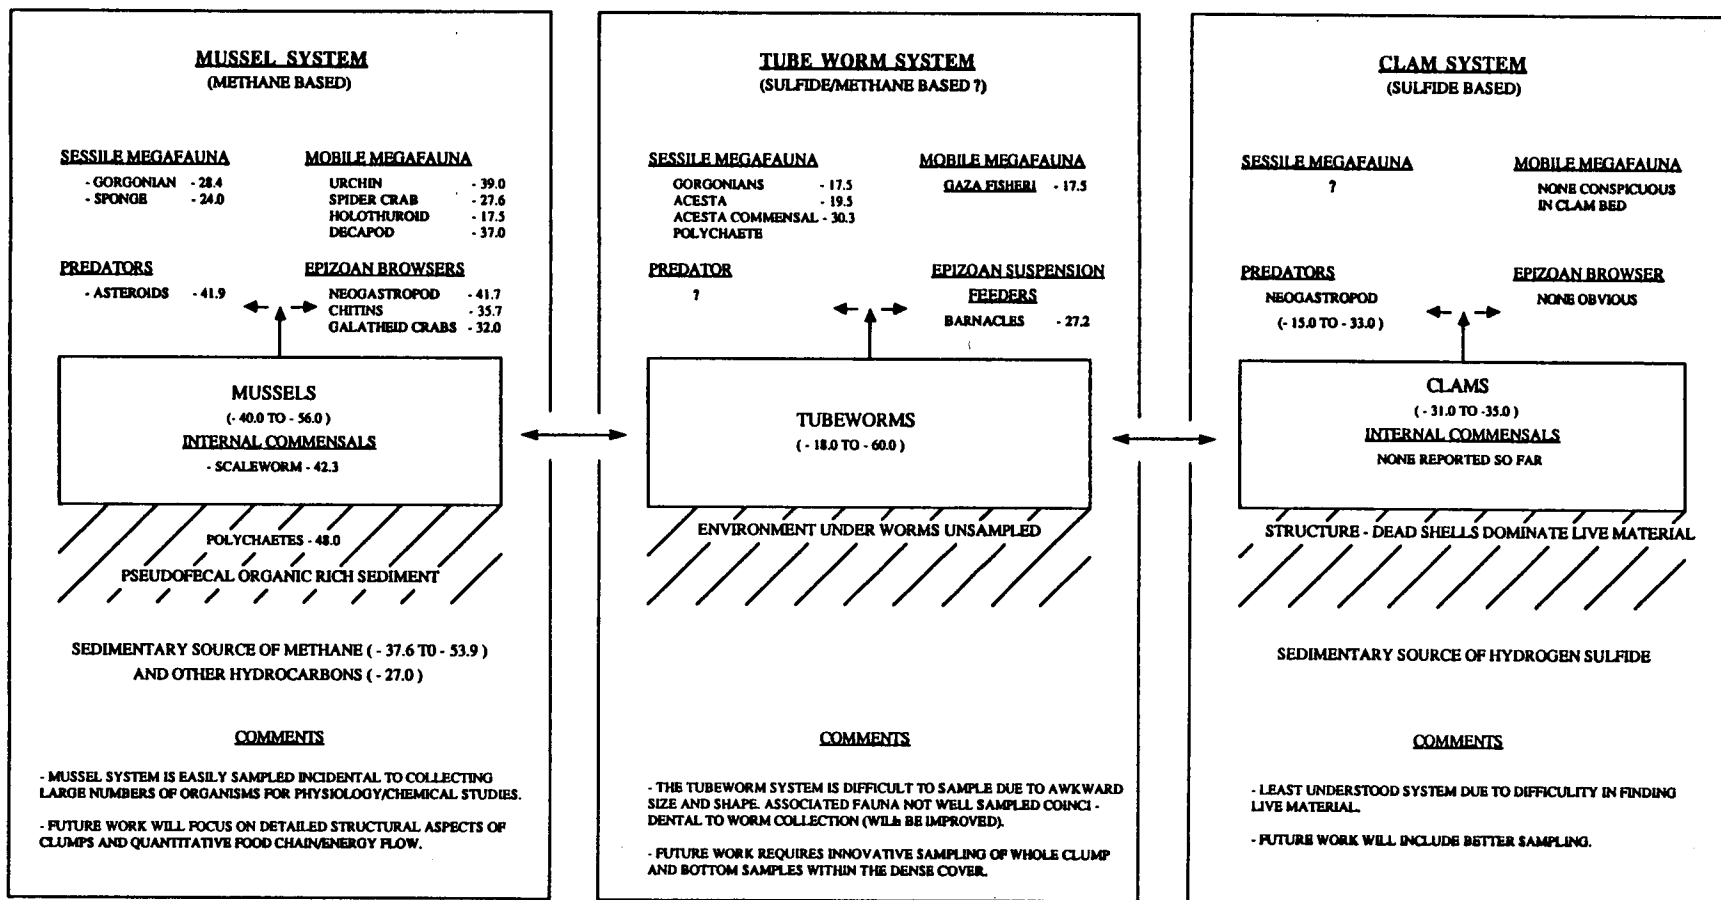 MUSSEL SYSTEM
(METHANE BASED)
SESSILE MEGAFAUNA
- GORGONIAN - 28.4
- SPONGE - 24.0
MOBILE MEGAFAUNA
URCHIN - 39.0
SPIDER CRAB - 27.6
HOLOTHUROID - 17.5
DECAPOD - 37.0
PREDATORS
- ASTEROIDS - 41.9
EPIZOAN BROWSERS
NEOGASTROPOD - 41.7
CHITINS - 35.7
GALATHEID CRABS - 32.0
MUSSELS
( - 40.0 TO - 56.0 )
INTERNAL COMMENSALS
- SCALEWORM - 42.3
POLYCHAETES - 48.0
PSEUDOFECAL ORGANIC RICH SEDIMENT
SEDIMENTARY SOURCE OF METHANE ( - 37.6 TO - 53.9 )
AND OTHER HYDROCARBONS ( - 27.0 )
COMMENTS
- MUSSEL SYSTEM IS EASILY SAMPLED INCIDENTAL TO COLLECTING
LARGE NUMBERS OF ORGANISMS FOR PHYSIOLOGY/CHEMICAL STUDIES.
- FUTURE WORK WILL FOCUS ON DETAILED STRUCTURAL ASPECTS OF
CLUMPS AND QUANTITATIVE FOOD CHAIN/ENERGY FLOW.
TUBE WORM SYSTEM
(SULFIDE/METHANE BASED ?)
SESSILE MEGAFAUNA
GORGONIANS - 17.5
ACESTA - 19.5
ACESTA COMMENSAL - 30.3
POLYCHAETE
MOBILE MEGAFAUNA
GAZA FISHERI - 17.5
PREDATOR
?
EPIZOAN SUSPENSION
FEEDERS
BARNACLES - 27.2
TUBEWORMS
( - 18.0 TO - 60.0 )
ENVIRONMENT UNDER WORMS UNSAMPLED
COMMENTS
- THE TUBEWORM SYSTEM IS DIFFICULT TO SAMPLE DUE TO AWKWARD
SIZE AND SHAPE. ASSOCIATED FAUNA NOT WELL SAMPLED COINCI -
DENTAL TO WORM COLLECTION (WILL BE IMPROVED).
- FUTURE WORK REQUIRES INNOVATIVE SAMPLING OF WHOLE CLUMP
AND BOTTOM SAMPLES WITHIN THE DENSE COVER.
CLAM SYSTEM
(SULFIDE BASED)
SESSILE MEGAFAUNA
?
MOBILE MEGAFAUNA
NONE CONSPICUOUS
IN CLAM BED
PREDATORS
NEOGASTROPOD
( - 15.0 TO - 33.0 )
EPIZOAN BROWSER
NONE OBVIOUS
CLAMS
( - 31.0 TO -35.0 )
INTERNAL COMMENSALS
NONE REPORTED SO FAR
STRUCTURE - DEAD SHELLS DOMINATE LIVE MATERIAL
SEDIMENTARY SOURCE OF HYDROGEN SULFIDE
COMMENTS
- LEAST UNDERSTOOD SYSTEM DUE TO DIFFICULITY IN FINDING
LIVE MATERIAL.
- FUTURE WORK WILL INCLUDE BETTER SAMPLING.